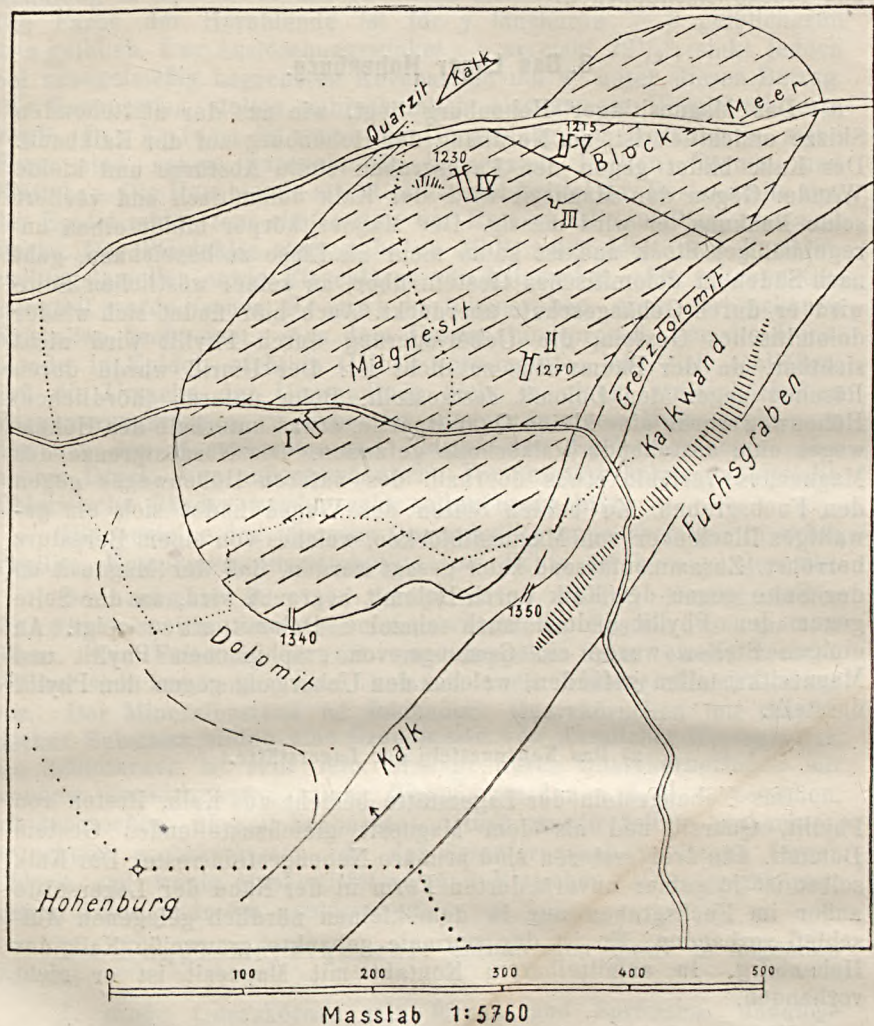 Kalk
Quarzit
Block-Meer
1275
V
1230
IV
III
Magnesit
II
1270
Grenzdolomit
Kalkwand
Fuchsgraben
I
1350
1340
Dolomit
Kalk
Hohenburg
0 100 200 300 400 500
Masstab 1:5760